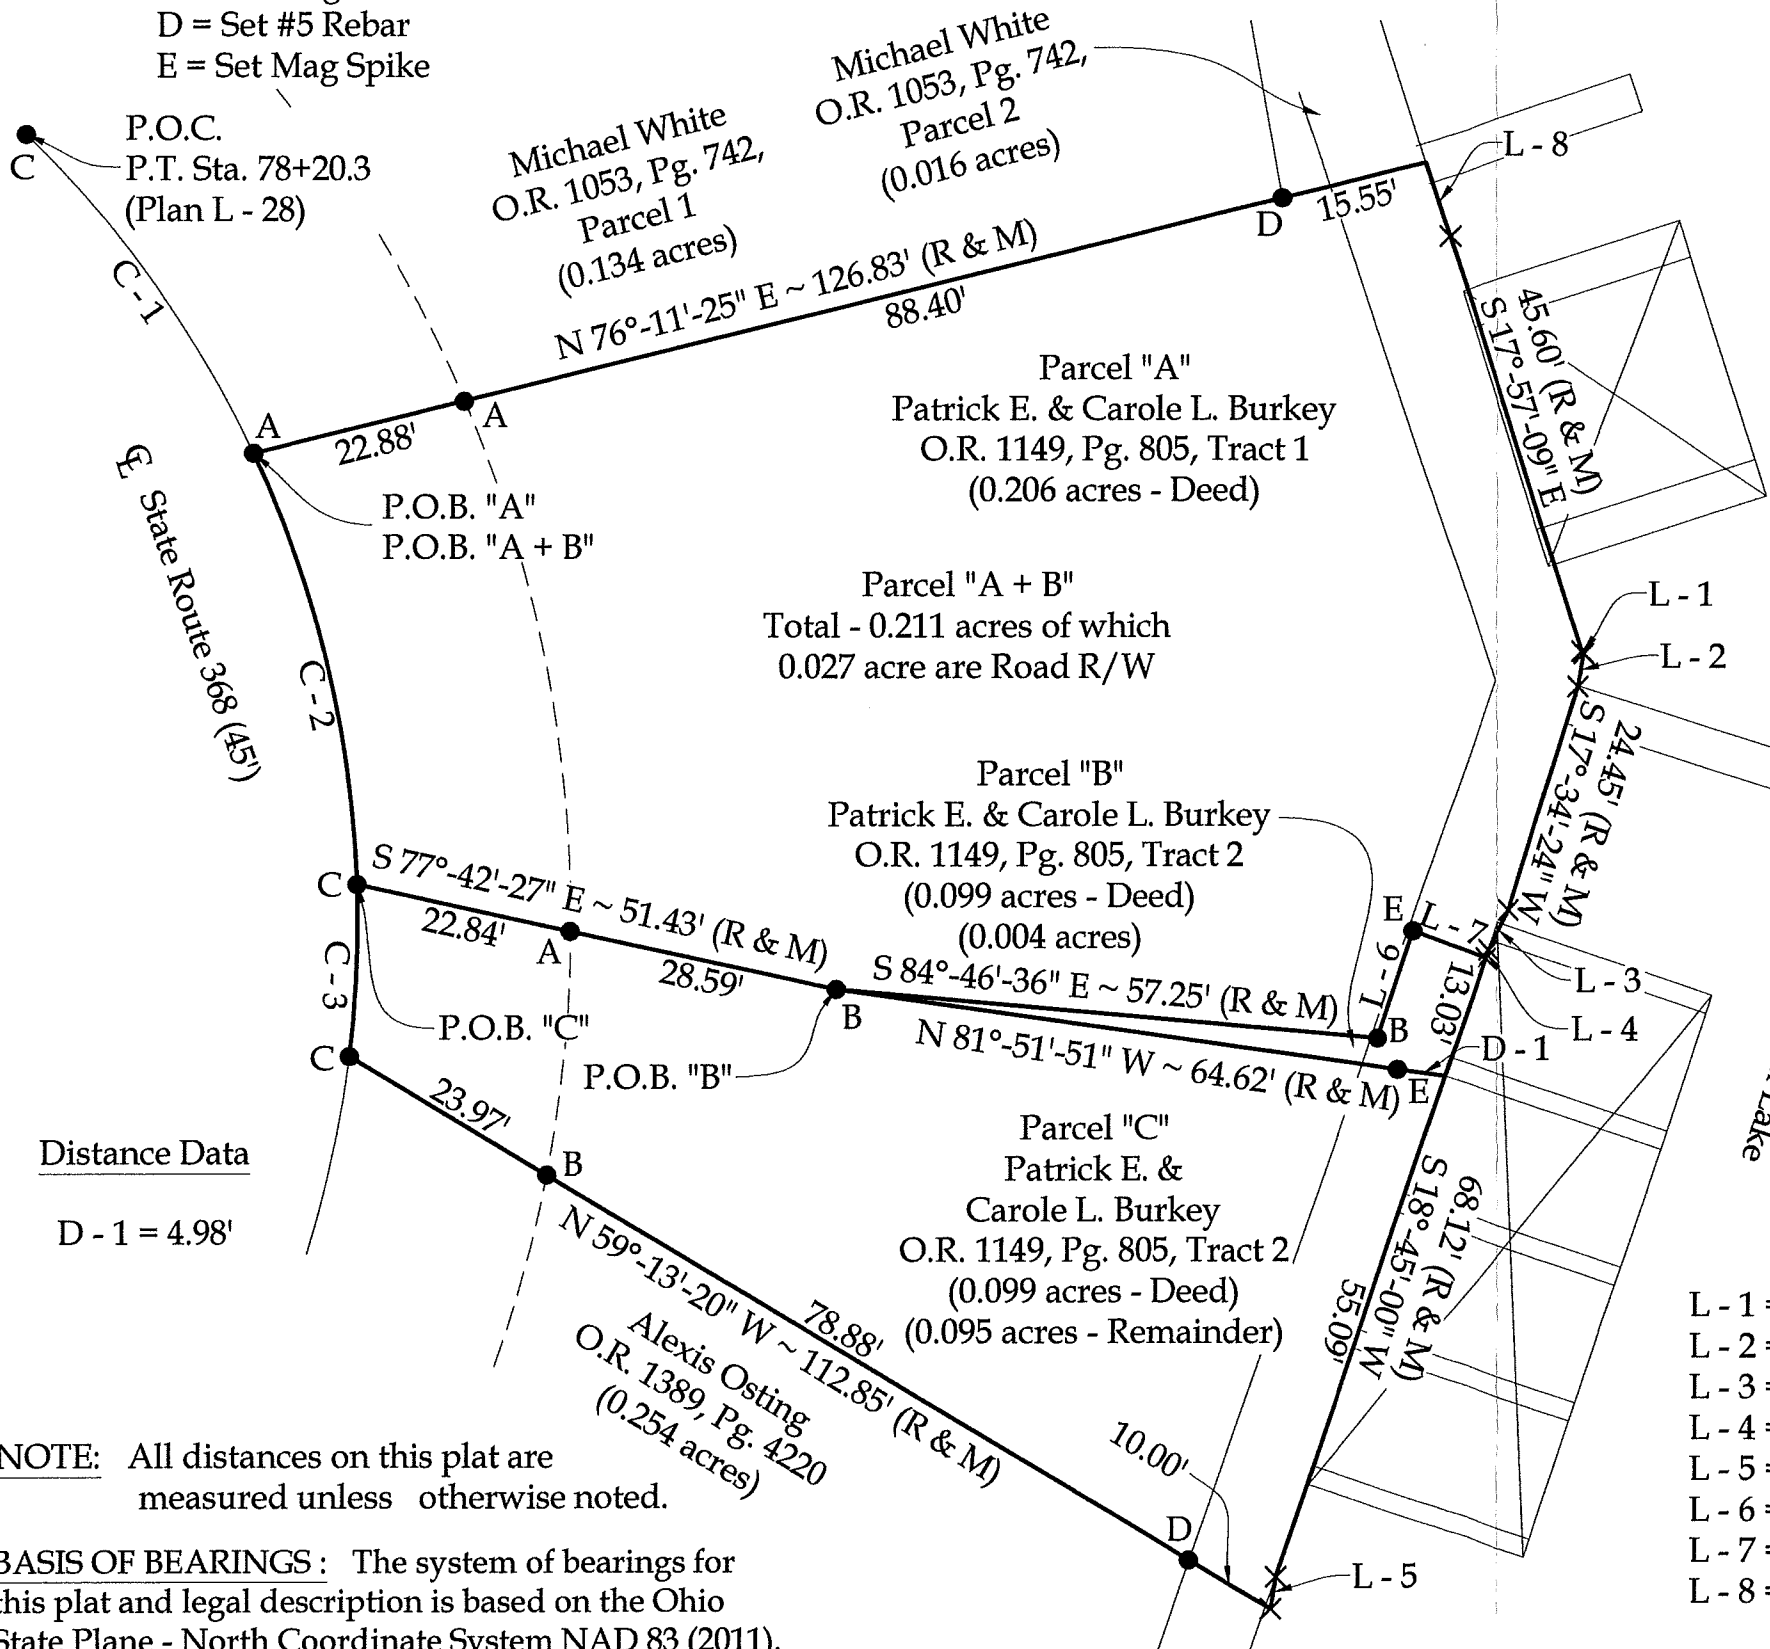 D = Set #5 Rebar
E = Set Mag Spike
P.O.C.
P.T. Sta. 78+20.3
(Plan L - 28)
C
C - 1
Michael White
O.R. 1053, Pg. 742,
Parcel 1
(0.134 acres)
Michael White
O.R. 1053, Pg. 742,
Parcel 2
(0.016 acres)
L - 8
15.55'
D
N 76°-11'-25" E ~ 126.83' (R & M)
88.40'
A
22.88'
A
45.60' (R & M)
S 17°-57'-09" E
Parcel "A"
Patrick E. & Carole L. Burkey
O.R. 1149, Pg. 805, Tract 1
(0.206 acres - Deed)
P.O.B. "A"
P.O.B. "A + B"
℄ State Route 368 (45')
Parcel "A + B"
Total - 0.211 acres of which
0.027 acre are Road R/W
L - 1
L - 2
C - 2
24.45' (R & M)
S 17°-34'-24" W
Parcel "B"
Patrick E. & Carole L. Burkey
O.R. 1149, Pg. 805, Tract 2
(0.099 acres - Deed)
(0.004 acres)
C
S 77°-42'-27" E ~ 51.43' (R & M)
22.84'
A
28.59'
E
L - 7
L - 6
L - 3
L - 4
S 84°-46'-36" E ~ 57.25' (R & M)
B
B
13.03'
D - 1
N 81°-51'-51" W ~ 64.62' (R & M)
E
C - 3
P.O.B. "C"
P.O.B. "B"
C
23.97'
B
Lake
Distance Data
D - 1 = 4.98'
Parcel "C"
Patrick E. &
Carole L. Burkey
O.R. 1149, Pg. 805, Tract 2
(0.099 acres - Deed)
(0.095 acres - Remainder)
68.12' (R & M)
S 18°-45'-00" W
55.09'
78.88'
N 59°-13'-20" W ~ 112.85' (R & M)
Alexis Osting
O.R. 1389, Pg. 4220
(0.254 acres)
10.00'
D
L - 5
L - 1 =
L - 2 =
L - 3 =
L - 4 =
L - 5 =
L - 6 =
L - 7 =
L - 8 =
NOTE: All distances on this plat are
measured unless otherwise noted.
BASIS OF BEARINGS : The system of bearings for
this plat and legal description is based on the Ohio
State Plane - North Coordinate System NAD 83 (2011).